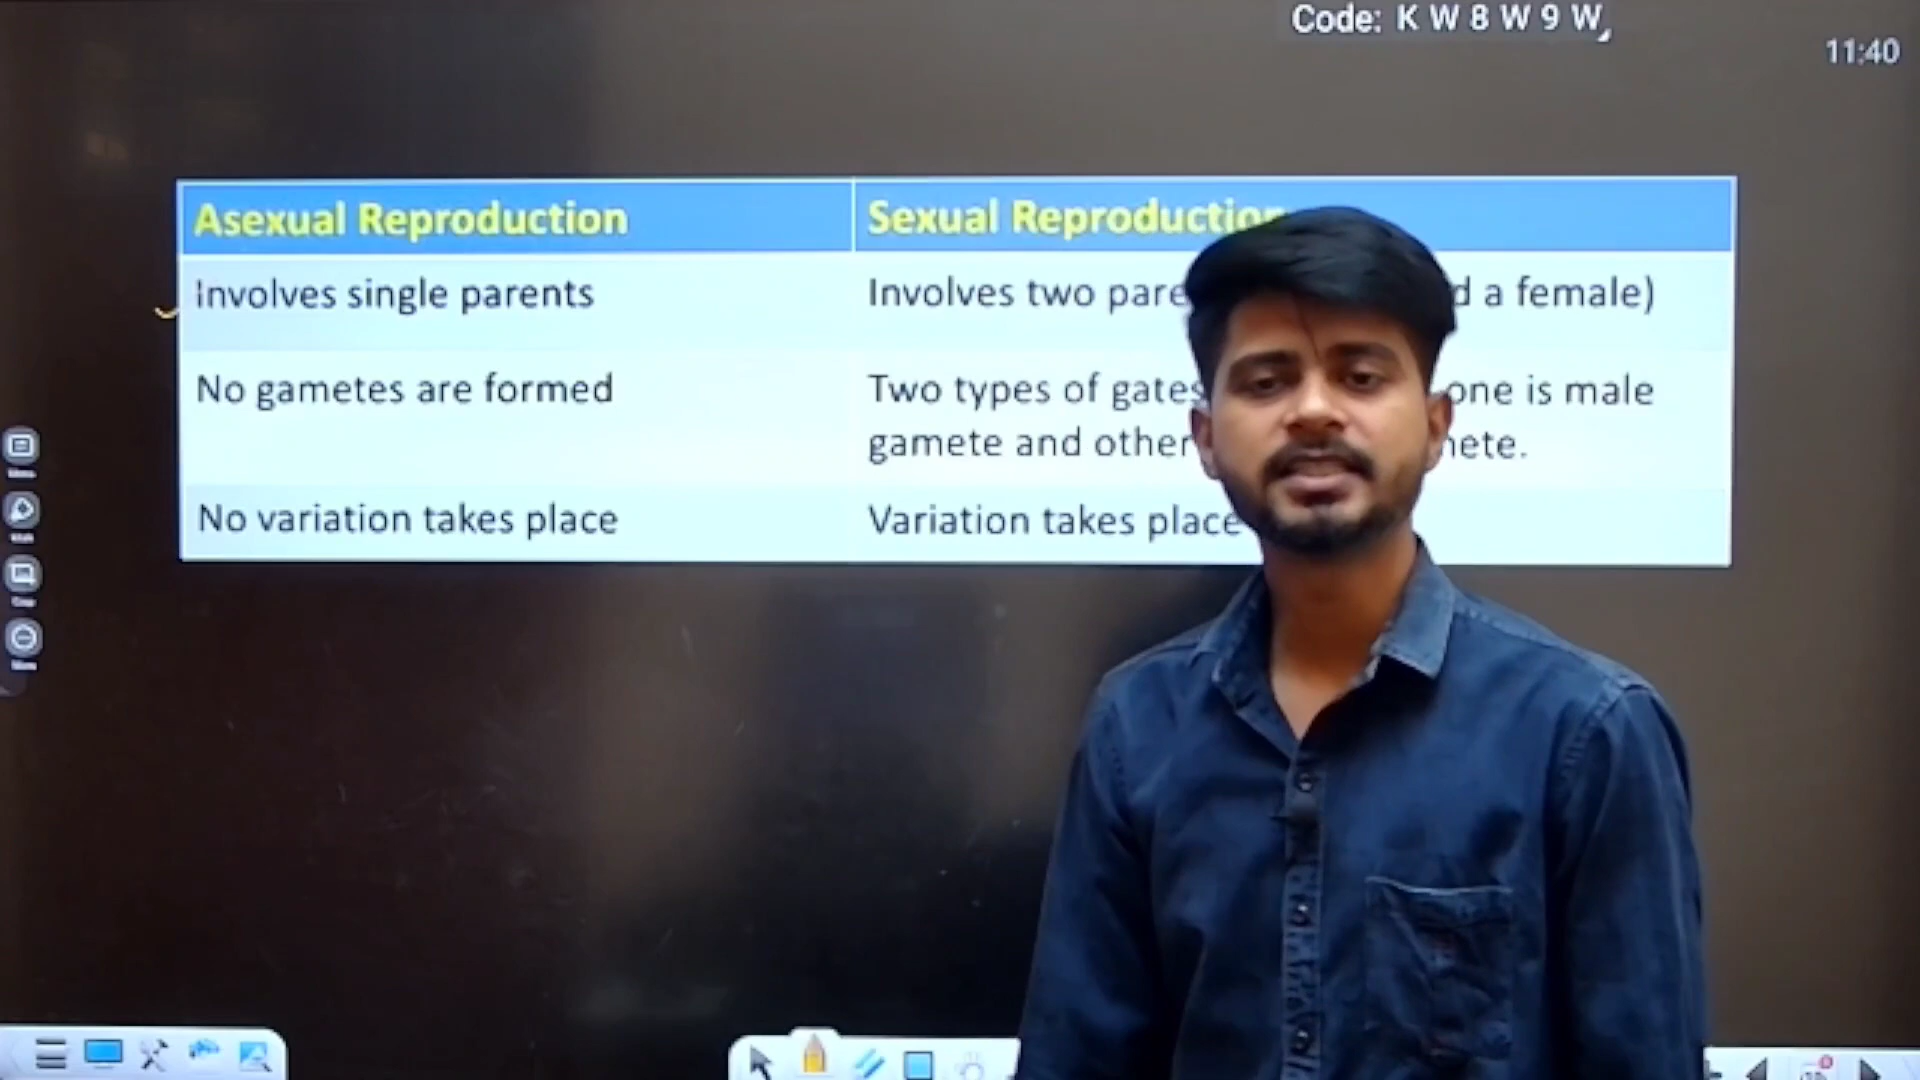 Code: K W 8 W 9 W
11:40
Asexual Reproduction
Sexual Reproduction
Involves single parents
Involves two pare d a female)
No gametes are formed
Two types of gates one is male
gamete and other ete.
No variation takes place
Variation takes place